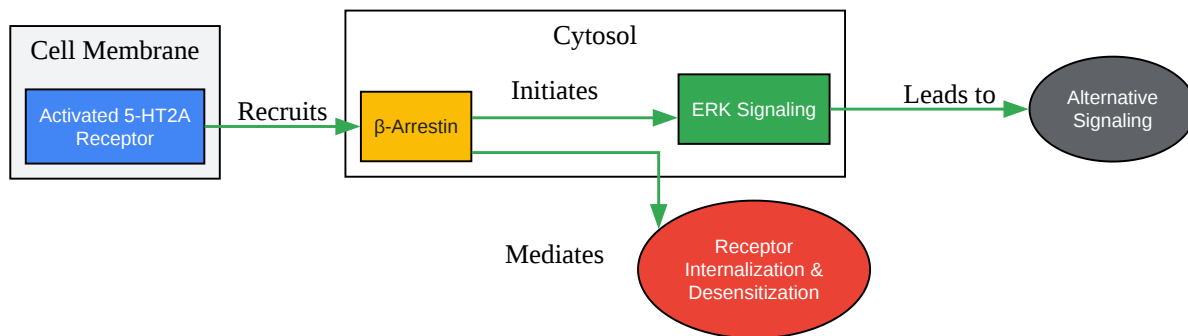 Cell Membrane
Activated 5-HT2A
Receptor
Recruits
Cytosol
β-Arrestin
Initiates
ERK Signaling
Leads to
Alternative
Signaling
Mediates
Receptor
Internalization &
Desensitization